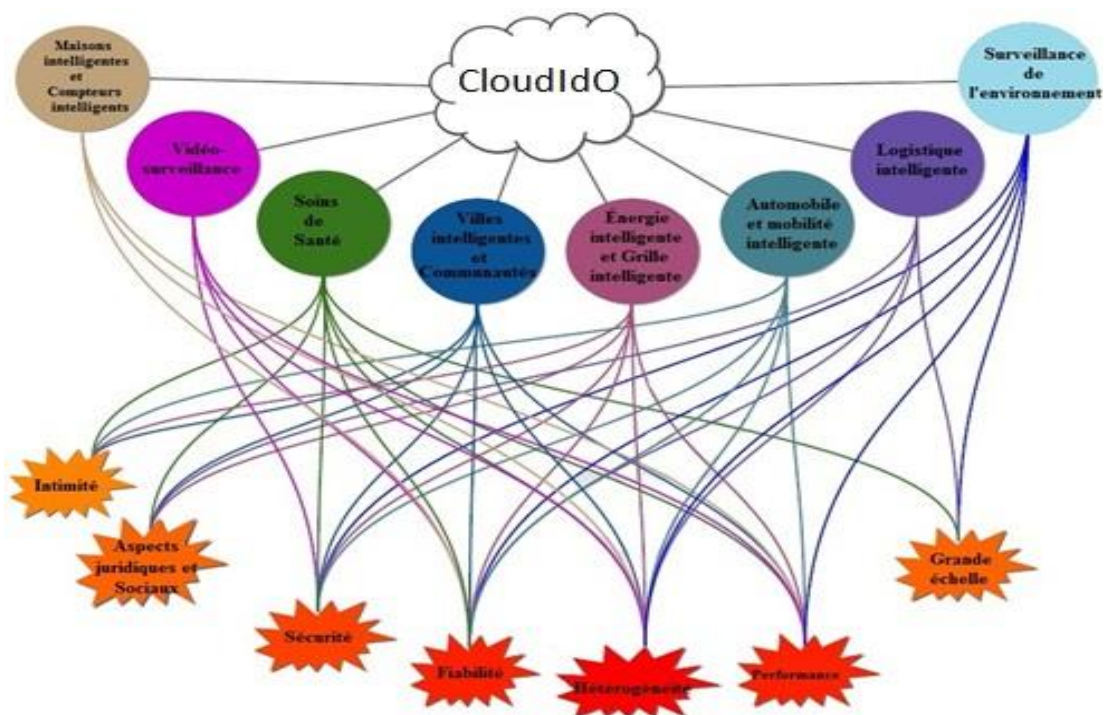 CloudIdO
Maisons
intelligentes
et
Compteurs
intelligents
Surveillance
de
l'environnement
Vidéo-
surveillance
Logistique
intelligente
Soins
de
Santé
Villes
intelligentes
et
Communautés
Énergie
intelligente
et Grille
intelligente
Automobile
et mobilité
intelligente
Intimité
Aspects
juridiques et
Sociaux
Sécurité
Fiabilité
Hétérogénéité
Performance
Grande
échelle